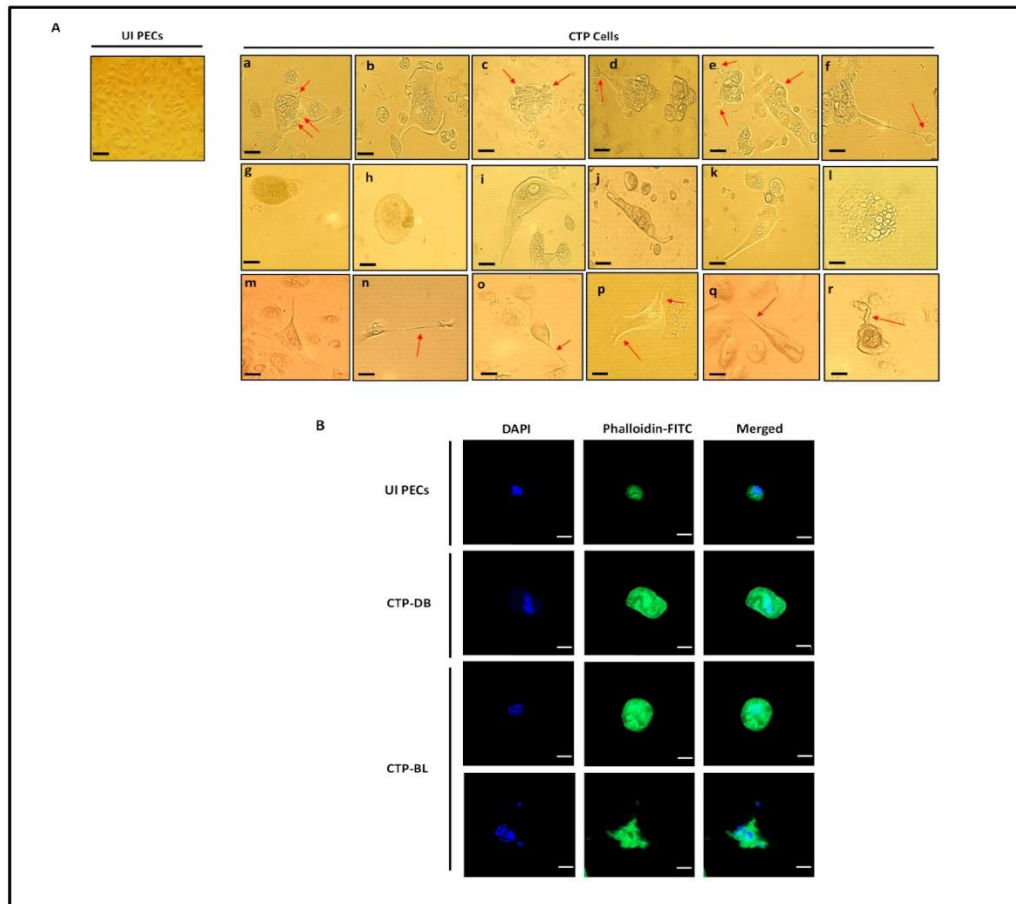 A
UI PECs
CTP Cells
a b c d e f
g h i j k l
m n o p q r
B
DAPI Phalloidin-FITC Merged
UI PECs
CTP-DB
CTP-BL